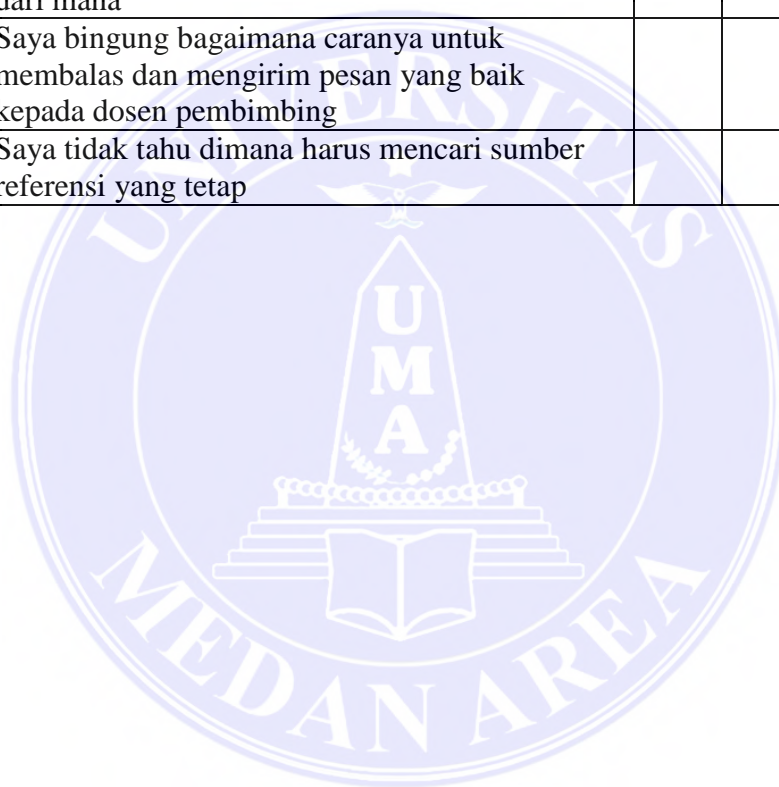 dari mana
Saya bingung bagaimana caranya untuk
membalas dan mengirim pesan yang baik
kepada dosen pembimbing
Saya tidak tahu dimana harus mencari sumber
referensi yang tetap
UNIVERSITAS
U
M
A
MEDAN AREA